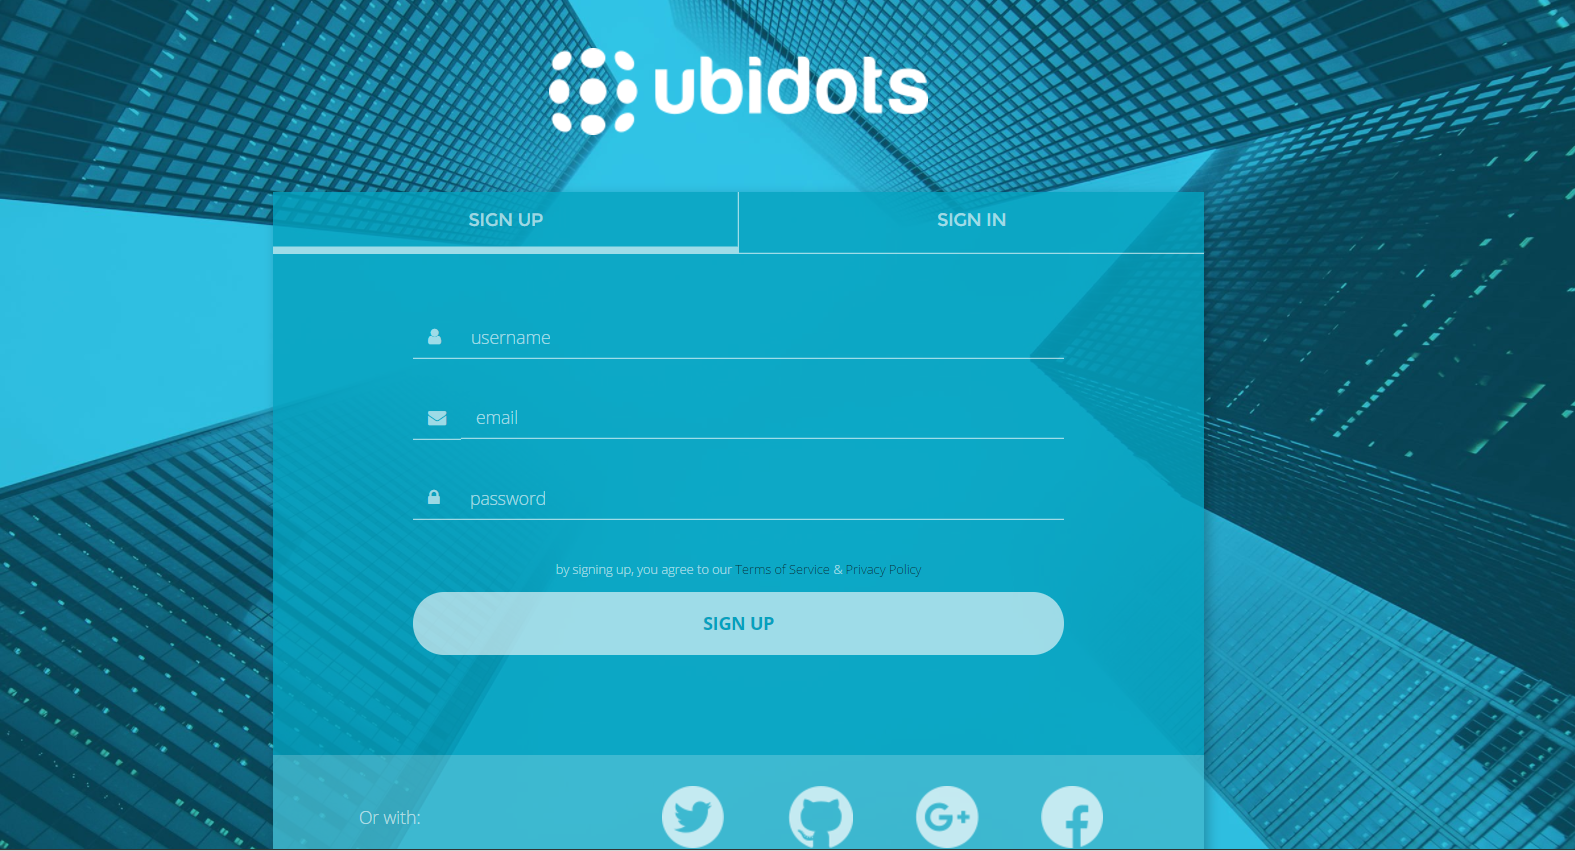 ubidots
SIGN UP
SIGN IN
username
email
password
by signing up, you agree to our Terms of Service & Privacy Policy
SIGN UP
Or with:
G+